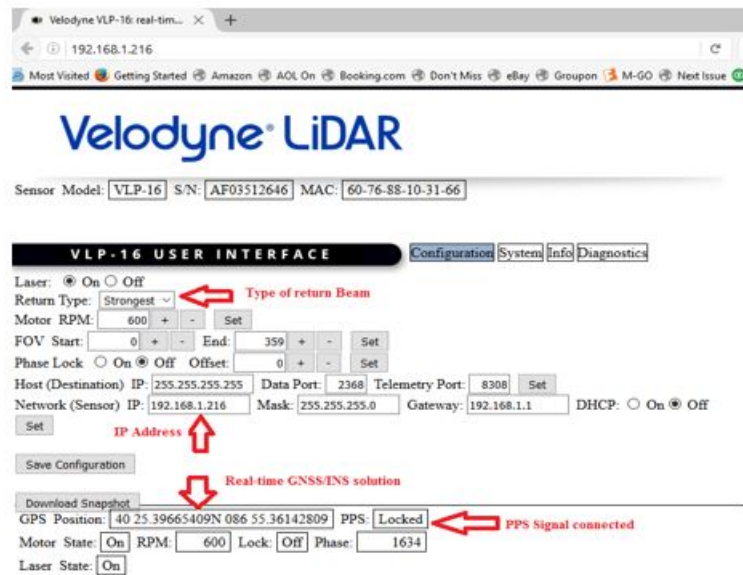 Velodyne VLP-16: real-tim... × +
192.168.1.216
Most Visited Getting Started Amazon AOL On Booking.com Don't Miss eBay Groupon M-GO Next Issue
Velodyne LiDAR
Sensor Model: VLP-16 S/N: AF03512646 MAC: 60-76-88-10-31-66
VLP-16 USER INTERFACE Configuration System Info Diagnostics
Laser: On Off
Return Type: Strongest Type of return Beam
Motor RPM: 600 + - Set
FOV Start: 0 + - End: 359 + - Set
Phase Lock On Off Offset: 0 + - Set
Host (Destination) IP: 255.255.255.255 Data Port: 2368 Telemetry Port: 8308 Set
Network (Sensor) IP: 192.168.1.216 Mask: 255.255.255.0 Gateway: 192.168.1.1 DHCP: On Off
Set IP Address
Save Configuration
Real-time GNSS/INS solution
Download Snapshot
GPS Position: 40 25.39665409N 086 55.36142809 PPS: Locked PPS Signal connected
Motor State: On RPM: 600 Lock: Off Phase: 1634
Laser State: On